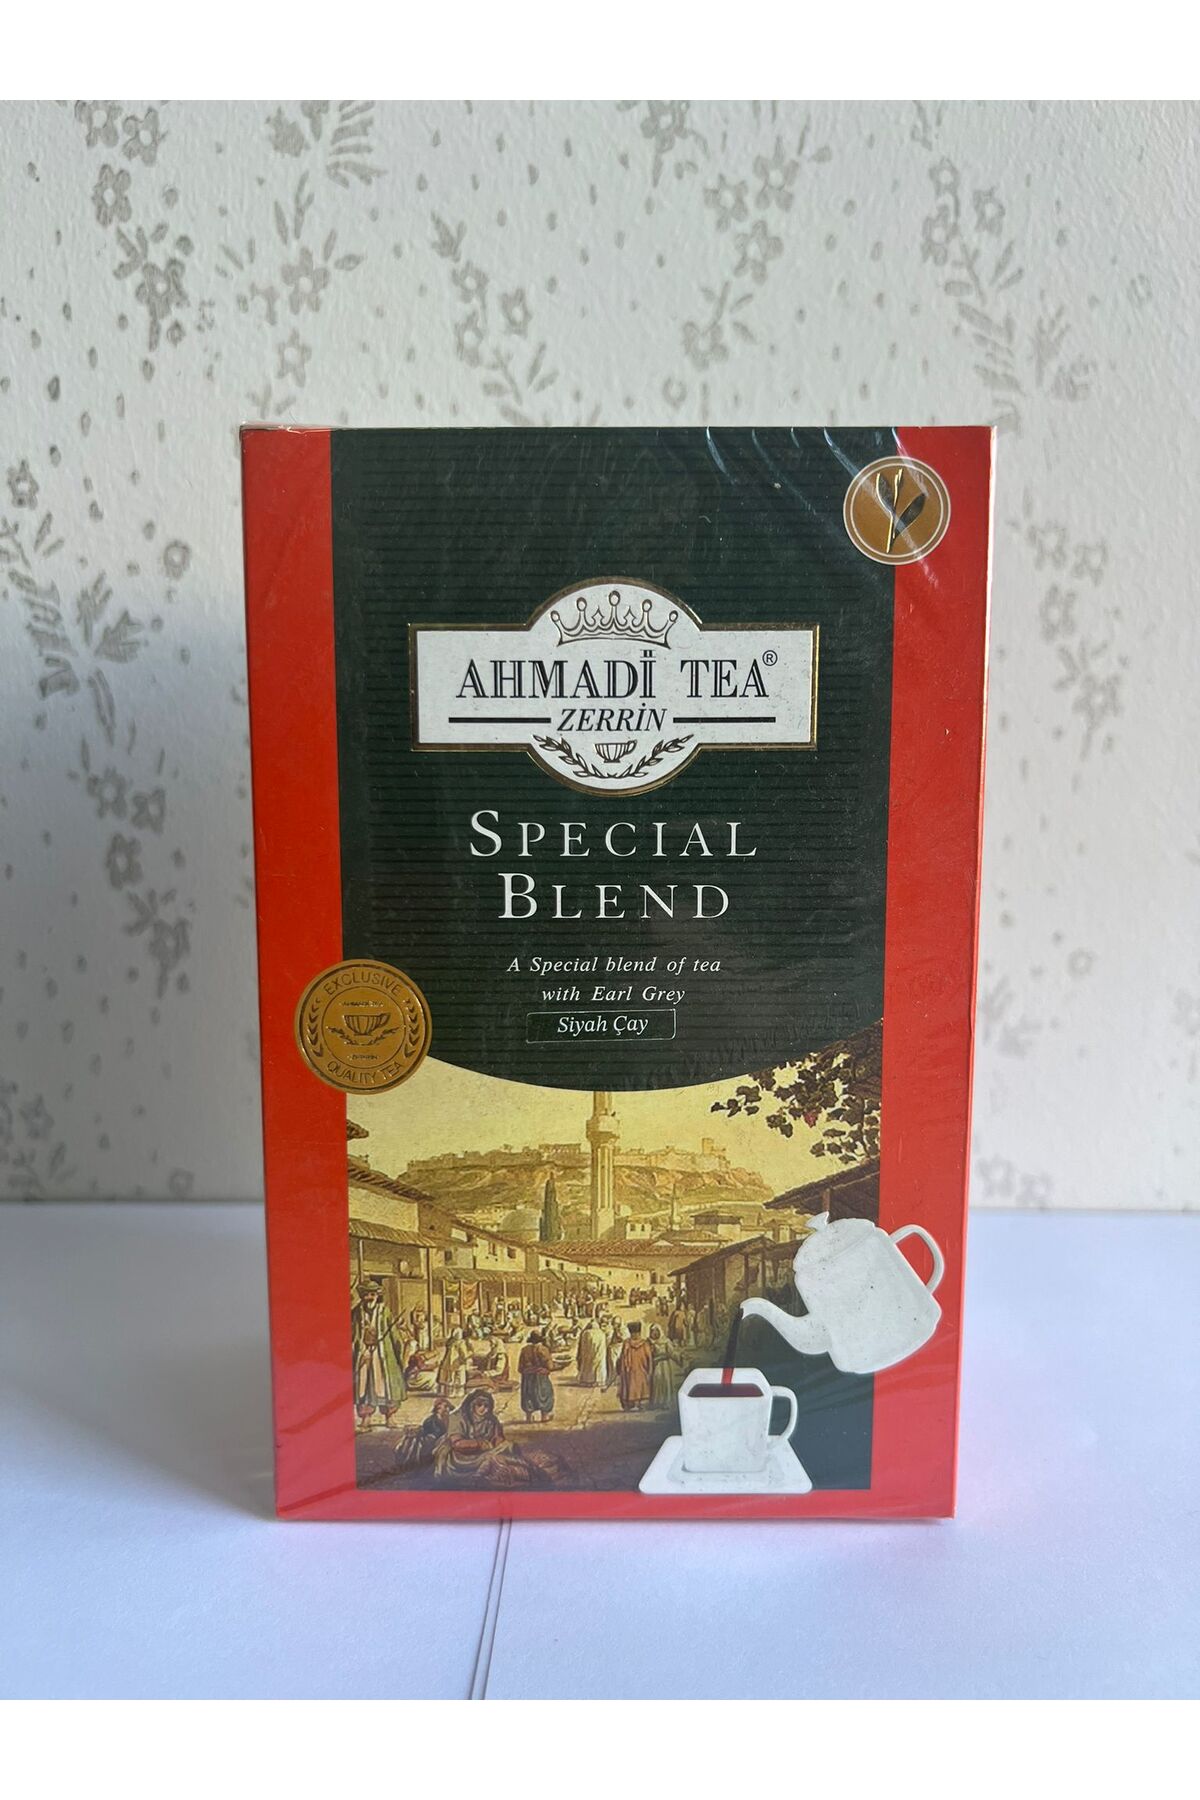 AHMADİ TEA®
ZERRİN
SPECIAL
BLEND
A Special blend of tea
with Earl Grey
Siyah Çay
EXCLUSIVE
QUALITY TEA